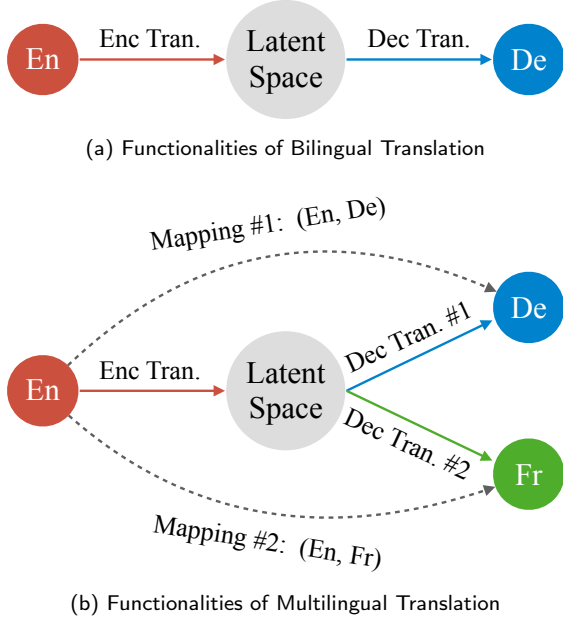 En
Enc Tran.
Latent
Space
Dec Tran.
De
(a) Functionalities of Bilingual Translation
Mapping #1: (En, De)
En
Enc Tran.
Latent
Space
Dec Tran. #1
De
Dec Tran. #2
Fr
Mapping #2: (En, Fr)
(b) Functionalities of Multilingual Translation